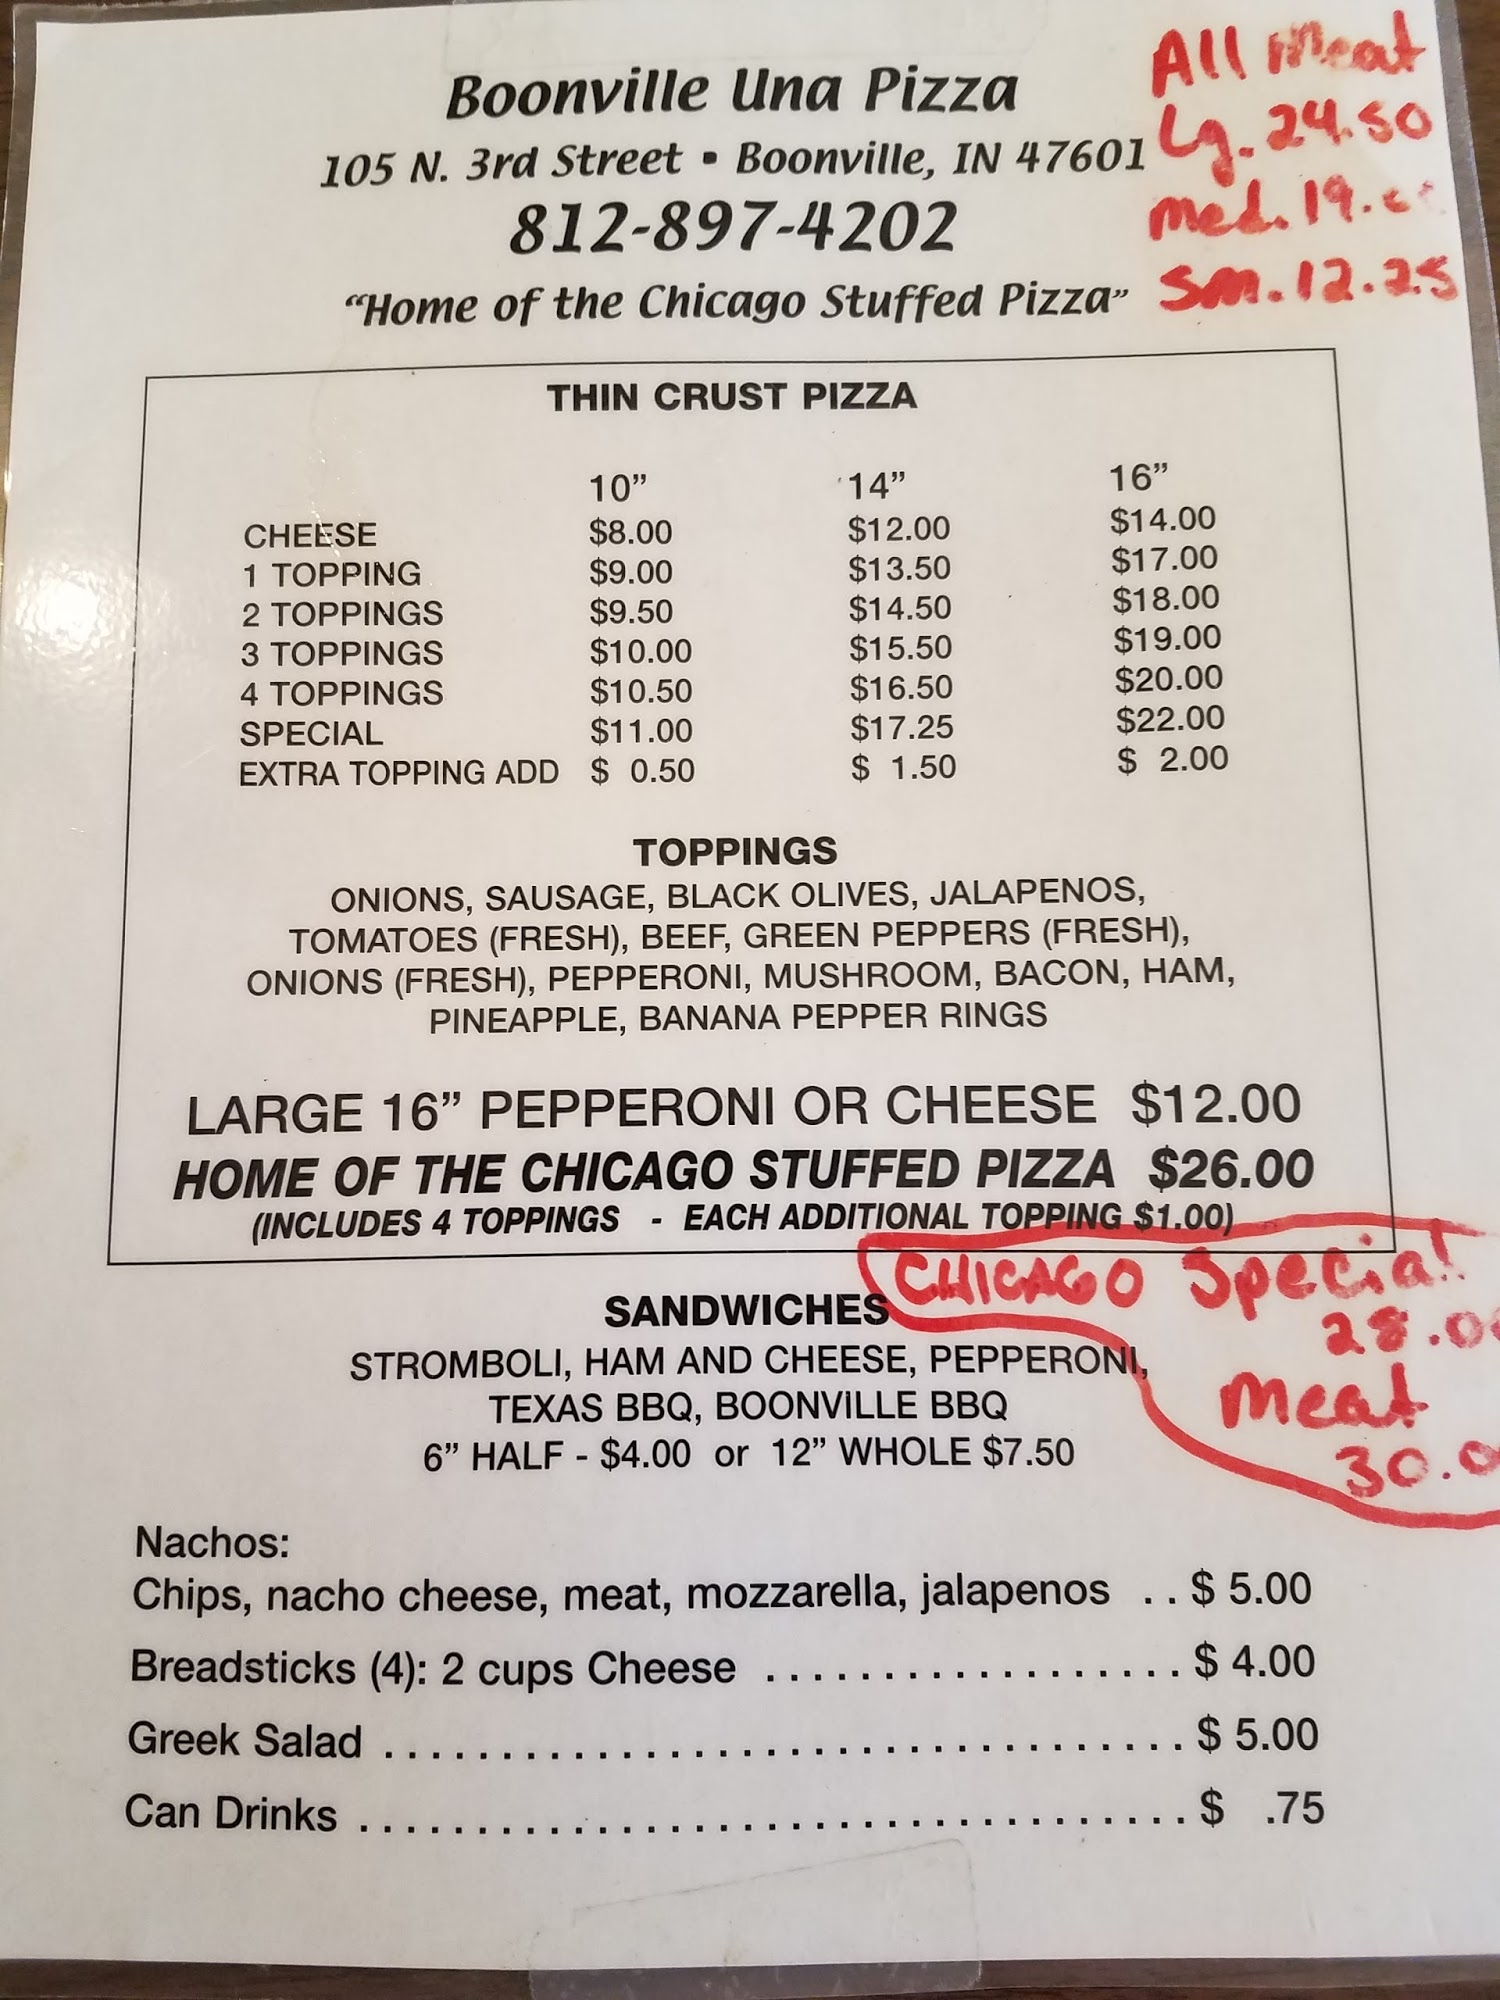 Boonville Una Pizza
105 N. 3rd Street • Boonville, IN 47601
812-897-4202
"Home of the Chicago Stuffed Pizza"
All Meat
Lg. 24.50
Med. 19.
Sm. 12.25
THIN CRUST PIZZA
10" 14" 16"
CHEESE $8.00 $12.00 $14.00
1 TOPPING $9.00 $13.50 $17.00
2 TOPPINGS $9.50 $14.50 $18.00
3 TOPPINGS $10.00 $15.50 $19.00
4 TOPPINGS $10.50 $16.50 $20.00
SPECIAL $11.00 $17.25 $22.00
EXTRA TOPPING ADD $ 0.50 $ 1.50 $ 2.00
TOPPINGS
ONIONS, SAUSAGE, BLACK OLIVES, JALAPENOS,
TOMATOES (FRESH), BEEF, GREEN PEPPERS (FRESH),
ONIONS (FRESH), PEPPERONI, MUSHROOM, BACON, HAM,
PINEAPPLE, BANANA PEPPER RINGS
LARGE 16" PEPPERONI OR CHEESE $12.00
HOME OF THE CHICAGO STUFFED PIZZA $26.00
(INCLUDES 4 TOPPINGS - EACH ADDITIONAL TOPPING $1.00)
CHICAGO Special
28.0
Meat
30.0
SANDWICHES
STROMBOLI, HAM AND CHEESE, PEPPERONI,
TEXAS BBQ, BOONVILLE BBQ
6" HALF - $4.00 or 12" WHOLE $7.50
Nachos:
Chips, nacho cheese, meat, mozzarella, jalapenos .. $ 5.00
Breadsticks (4): 2 cups Cheese .................. $ 4.00
Greek Salad .................................. $ 5.00
Can Drinks ................................... $ .75